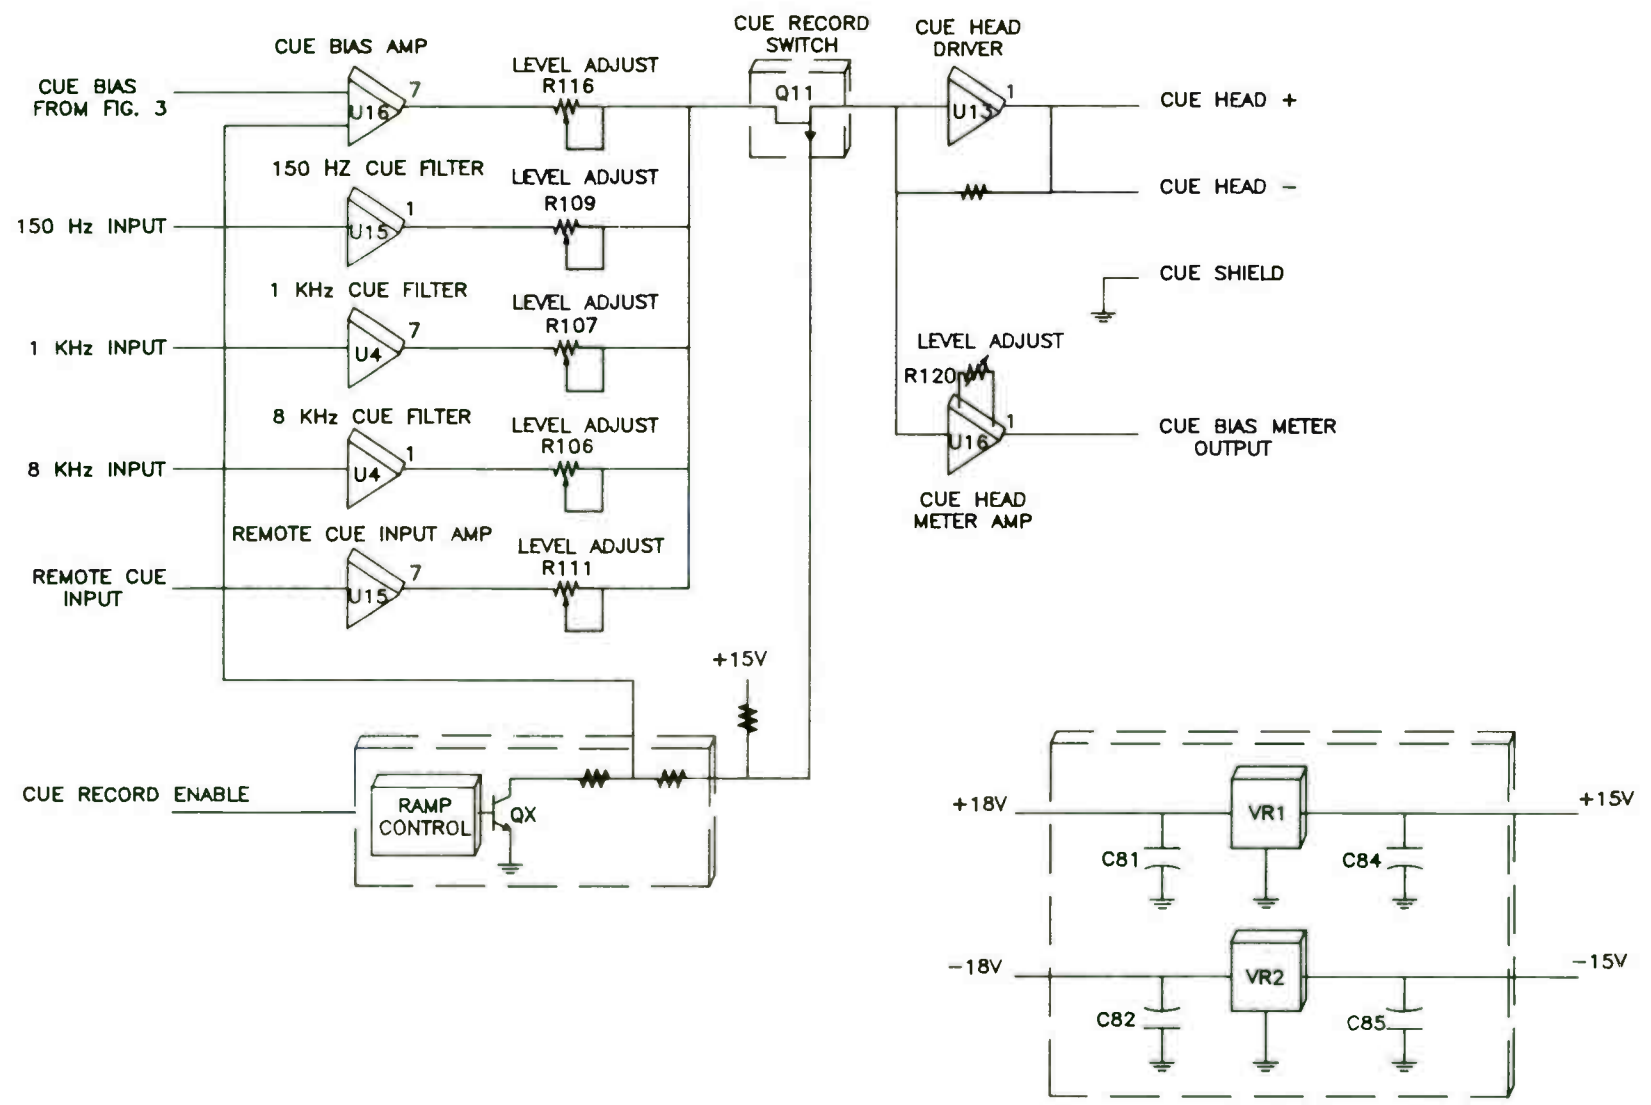 CUE RECORD
SWITCH
CUE HEAD
DRIVER
CUE BIAS AMP
CUE BIAS
FROM FIG. 3
U16
7
LEVEL ADJUST
R116
Q11
U13
1
CUE HEAD +
150 HZ CUE FILTER
LEVEL ADJUST
R109
CUE HEAD -
150 Hz INPUT
U15
1
CUE SHIELD
1 KHz CUE FILTER
LEVEL ADJUST
R107
1 KHz INPUT
U4
7
LEVEL ADJUST
R120
8 KHz CUE FILTER
LEVEL ADJUST
R106
U16
1
CUE BIAS METER
OUTPUT
8 KHz INPUT
U4
1
CUE HEAD
METER AMP
REMOTE CUE INPUT AMP
LEVEL ADJUST
R111
REMOTE CUE
INPUT
U15
7
+15V
CUE RECORD ENABLE
RAMP
CONTROL
QX
+18V
VR1
+15V
C81
C84
-18V
VR2
-15V
C82
C85